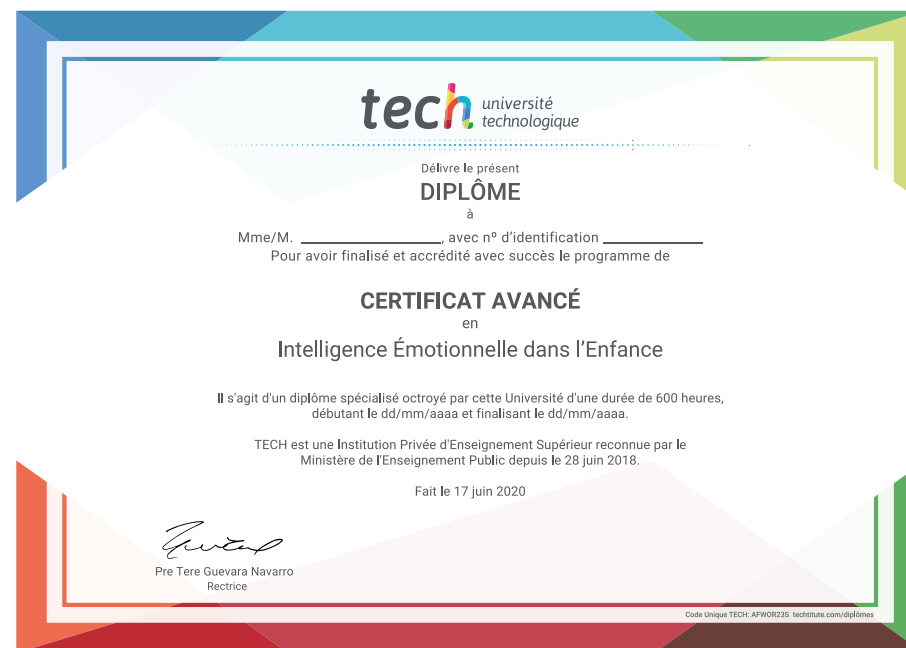 tech université
technologique
Délivre le présent
DIPLÔME
à
Mme/M. ____________________, avec nº d'identification ______________
Pour avoir finalisé et accrédité avec succès le programme de
CERTIFICAT AVANCÉ
en
Intelligence Émotionnelle dans l'Enfance
Il s'agit d'un diplôme spécialisé octroyé par cette Université d'une durée de 600 heures,
débutant le dd/mm/aaaa et finalisant le dd/mm/aaaa.
TECH est une Institution Privée d'Enseignement Supérieur reconnue par le
Ministère de l'Enseignement Public depuis le 28 juin 2018.
Fait le 17 juin 2020
Pre Tere Guevara Navarro
Rectrice
Code Unique TECH: AFWOR23S techtitute.com/diplômes